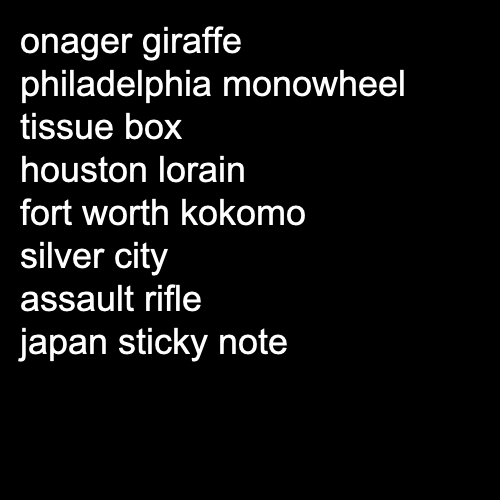 onager giraffe
philadelphia monowheel
tissue box
houston lorain
fort worth kokomo
silver city
assault rifle
japan sticky note